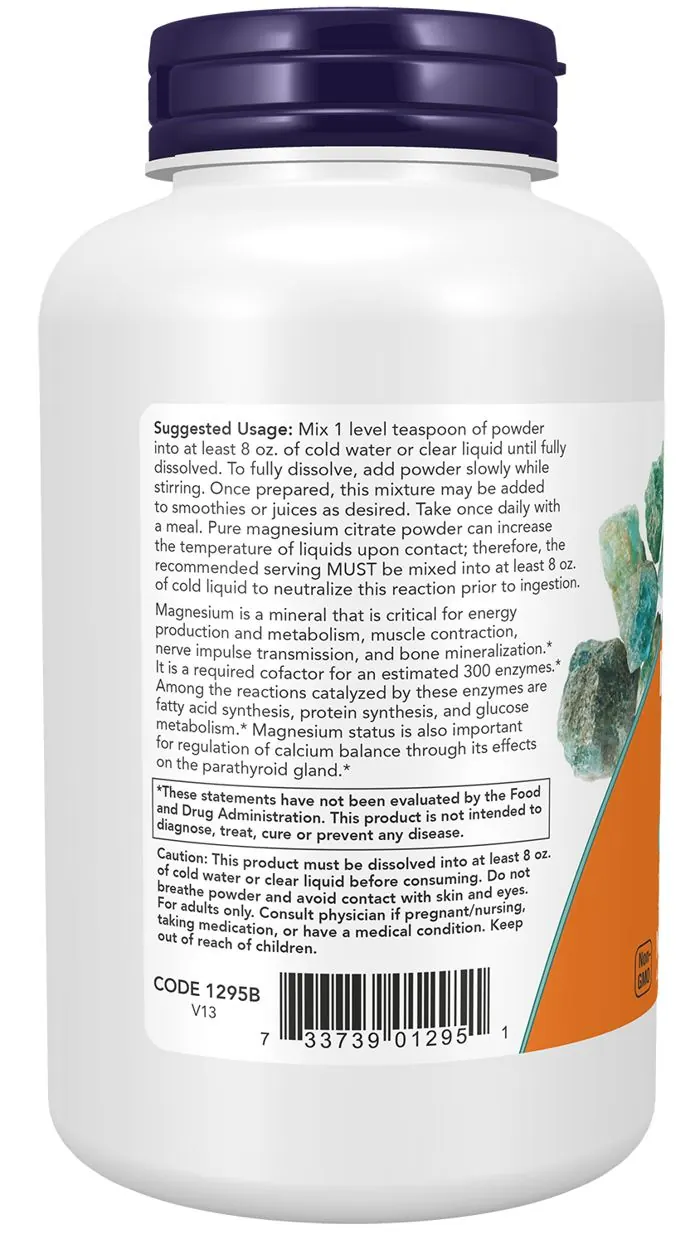 Suggested Usage: Mix 1 level teaspoon of powder
into at least 8 oz. of cold water or clear liquid until fully
dissolved. To fully dissolve, add powder slowly while
stirring. Once prepared, this mixture may be added
to smoothies or juices as desired. Take once daily with
a meal. Pure magnesium citrate powder can increase
the temperature of liquids upon contact; therefore, the
recommended serving MUST be mixed into at least 8 oz.
of cold liquid to neutralize this reaction prior to ingestion.
Magnesium is a mineral that is critical for energy
production and metabolism, muscle contraction,
nerve impulse transmission, and bone mineralization.*
It is a required cofactor for an estimated 300 enzymes.*
Among the reactions catalyzed by these enzymes are
fatty acid synthesis, protein synthesis, and glucose
metabolism.* Magnesium status is also important
for regulation of calcium balance through its effects
on the parathyroid gland.*
*These statements have not been evaluated by the Food
and Drug Administration. This product is not intended to
diagnose, treat, cure or prevent any disease.
Caution: This product must be dissolved into at least 8 oz.
of cold water or clear liquid before consuming. Do not
breathe powder and avoid contact with skin and eyes.
For adults only. Consult physician if pregnant/nursing,
taking medication, or have a medical condition. Keep
out of reach of children.
CODE 1295B
V13
7 33739 01295 1
Non-
GMO